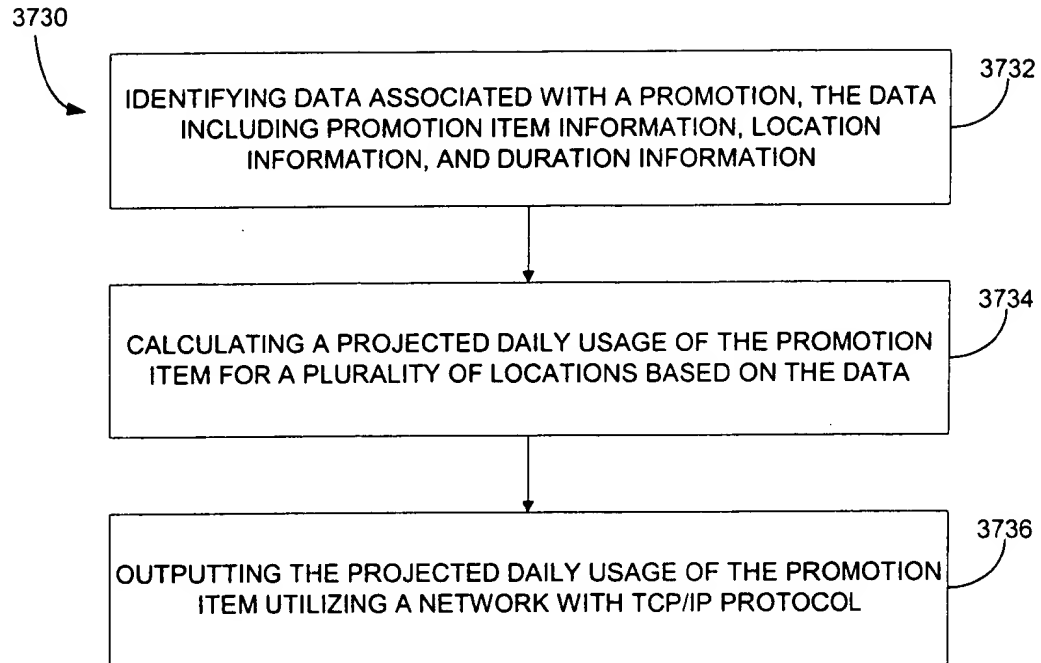 3730
3732
IDENTIFYING DATA ASSOCIATED WITH A PROMOTION, THE DATA
INCLUDING PROMOTION ITEM INFORMATION, LOCATION
INFORMATION, AND DURATION INFORMATION
3734
CALCULATING A PROJECTED DAILY USAGE OF THE PROMOTION
ITEM FOR A PLURALITY OF LOCATIONS BASED ON THE DATA
3736
OUTPUTTING THE PROJECTED DAILY USAGE OF THE PROMOTION
ITEM UTILIZING A NETWORK WITH TCP/IP PROTOCOL